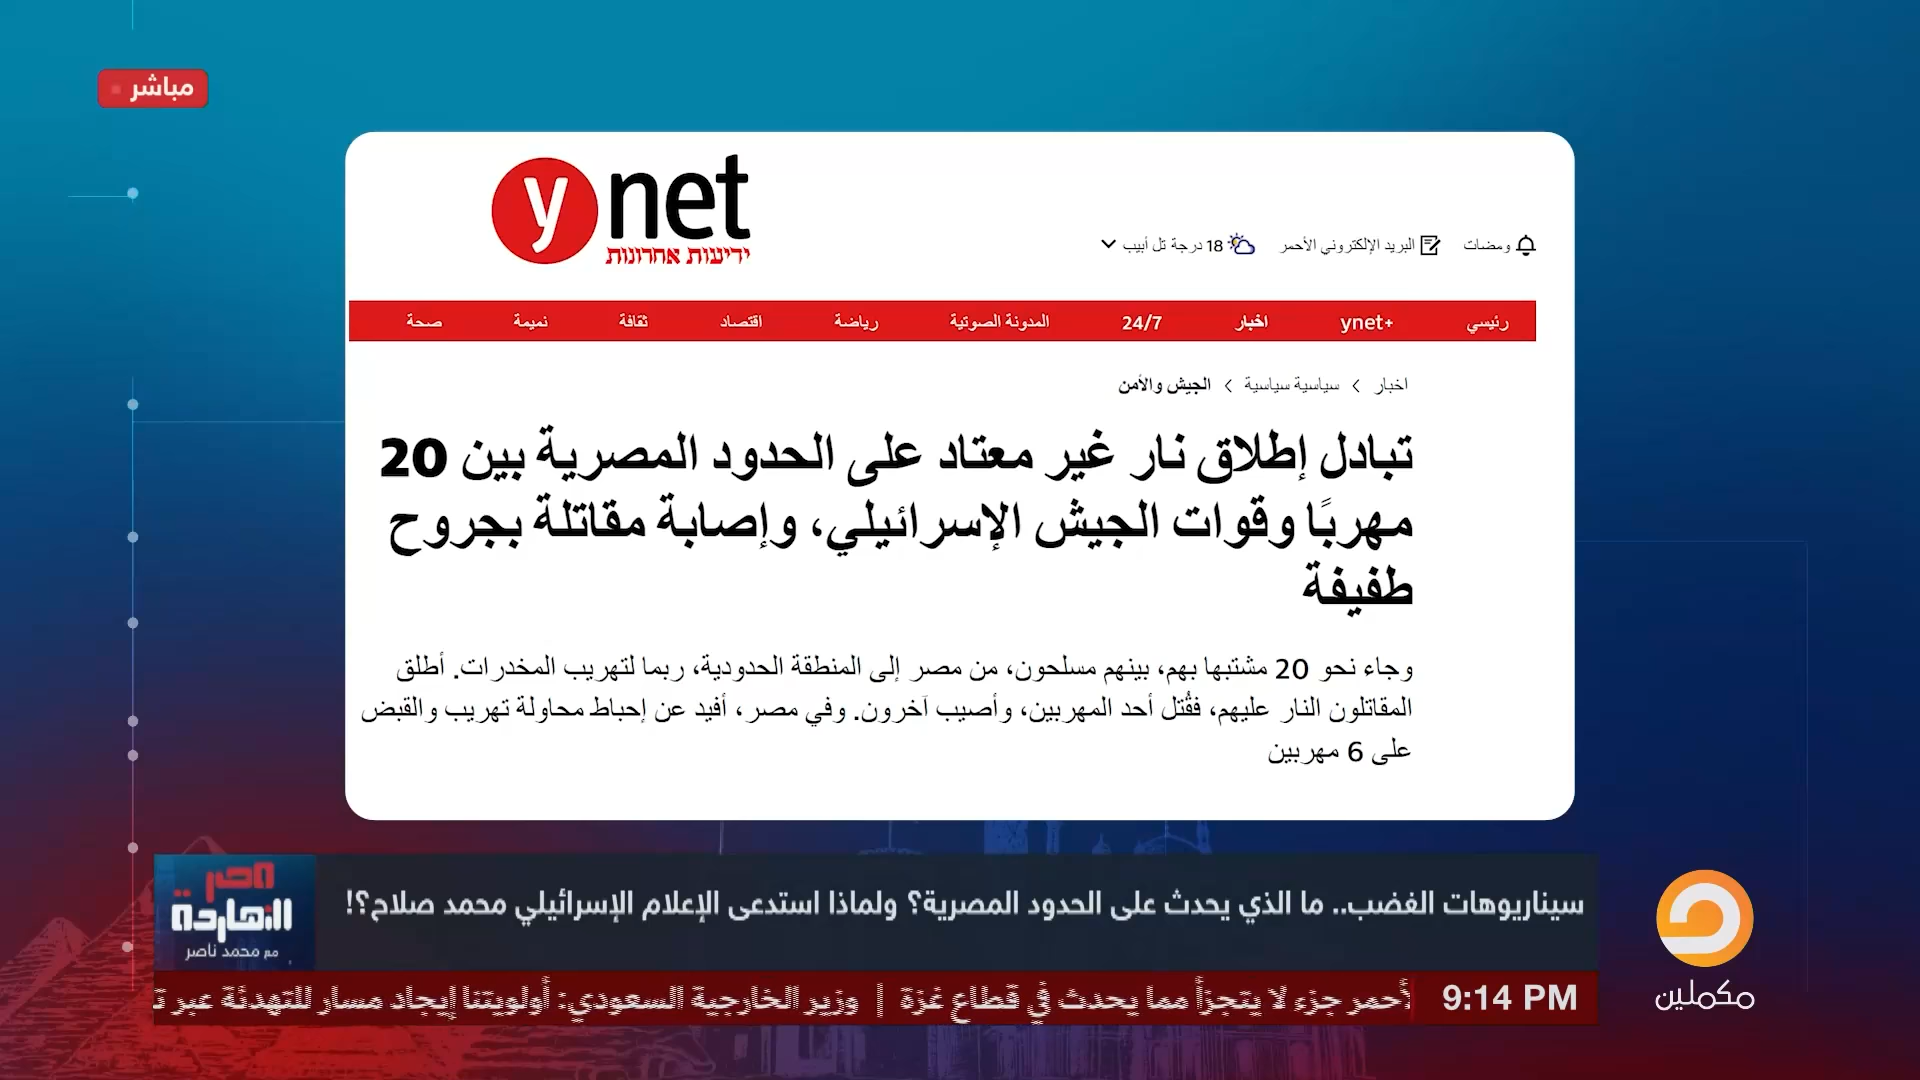 مباشر
ynet
ידיעות אחרונות
ومضات
البريد الإلكتروني الأحمر
18 درجة تل أبيب
رئيسي ynet+ اخبار 24/7 المدونة الصوتية رياضة اقتصاد ثقافة نميمة صحة
اخبار > سياسية سياسية > الجيش والأمن
تبادل إطلاق نار غير معتاد على الحدود المصرية بين 20
مهربًا وقوات الجيش الإسرائيلي، وإصابة مقاتلة بجروح
طفيفة
وجاء نحو 20 مشتبها بهم، بينهم مسلحون، من مصر إلى المنطقة الحدودية، ربما لتهريب المخدرات. أطلق
المقاتلون النار عليهم، فقُتل أحد المهربين، وأصيب آخرون. وفي مصر، أفيد عن إحباط محاولة تهريب والقبض
على 6 مهربين
سيناريوهات الغضب.. ما الذي يحدث على الحدود المصرية؟ ولماذا استدعى الإعلام الإسرائيلي محمد صلاح؟!
مصر
النهاردة
مع محمد ناصر
9:14 PM
لأحمر جزء لا يتجزأ مما يحدث في قطاع غزة | وزير الخارجية السعودي: أولويتنا إيجاد مسار للتهدئة عبر
مكملين